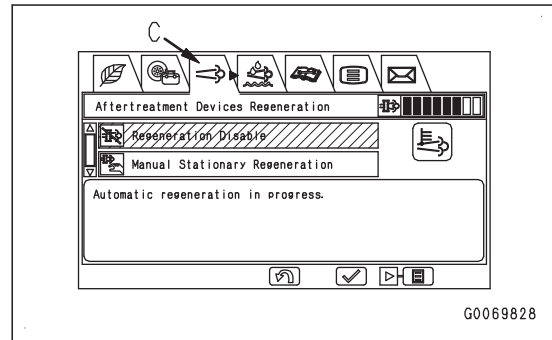 C
Aftertreatment Devices Regeneration
Regeneration Disable
Manual Stationary Regeneration
Automatic regeneration in progress.
G0069828